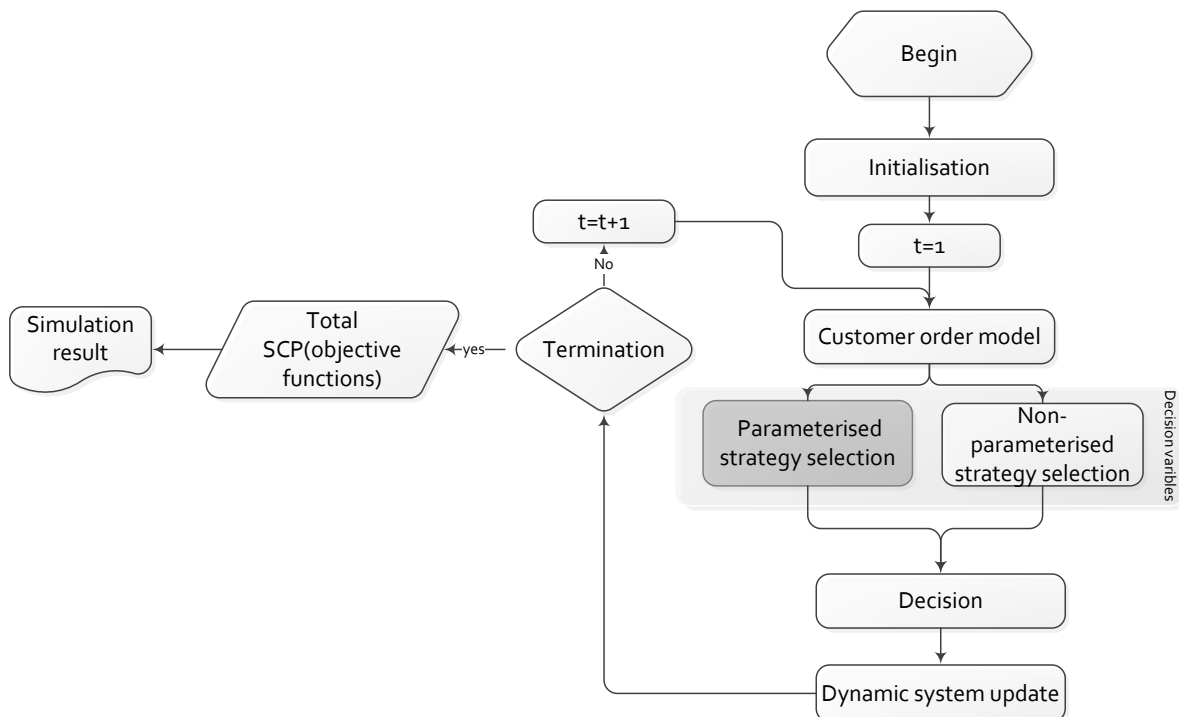 Begin
Initialisation
t=t+1
t=1
No
Simulation
result
Total
SCP(objective
functions)
yes
Termination
Customer order model
Parameterised
strategy selection
Non-
parameterised
strategy selection
Decision varibles
Decision
Dynamic system update